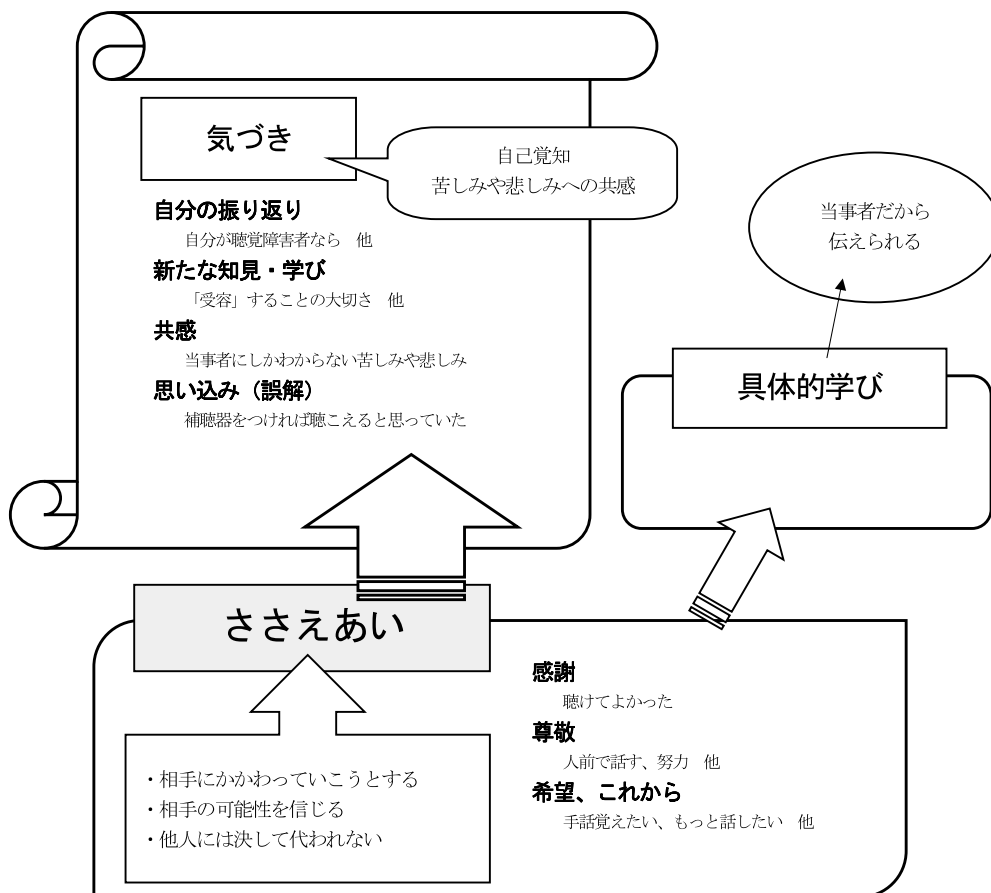 気づき
自己覚知
苦しみや悲しみへの共感
自分の振り返り
自分が聴覚障害者なら　他
新たな知見・学び
「受容」することの大切さ　他
共感
当事者にしかわからない苦しみや悲しみ
思い込み（誤解）
補聴器をつければ聴こえると思っていた
当事者だから
伝えられる
具体的学び
ささえあい
・相手にかかわっていこうとする
・相手の可能性を信じる
・他人には決して代われない
感謝
聴けてよかった
尊敬
人前で話す、努力　他
希望、これから
手話覚えたい、もっと話したい　他